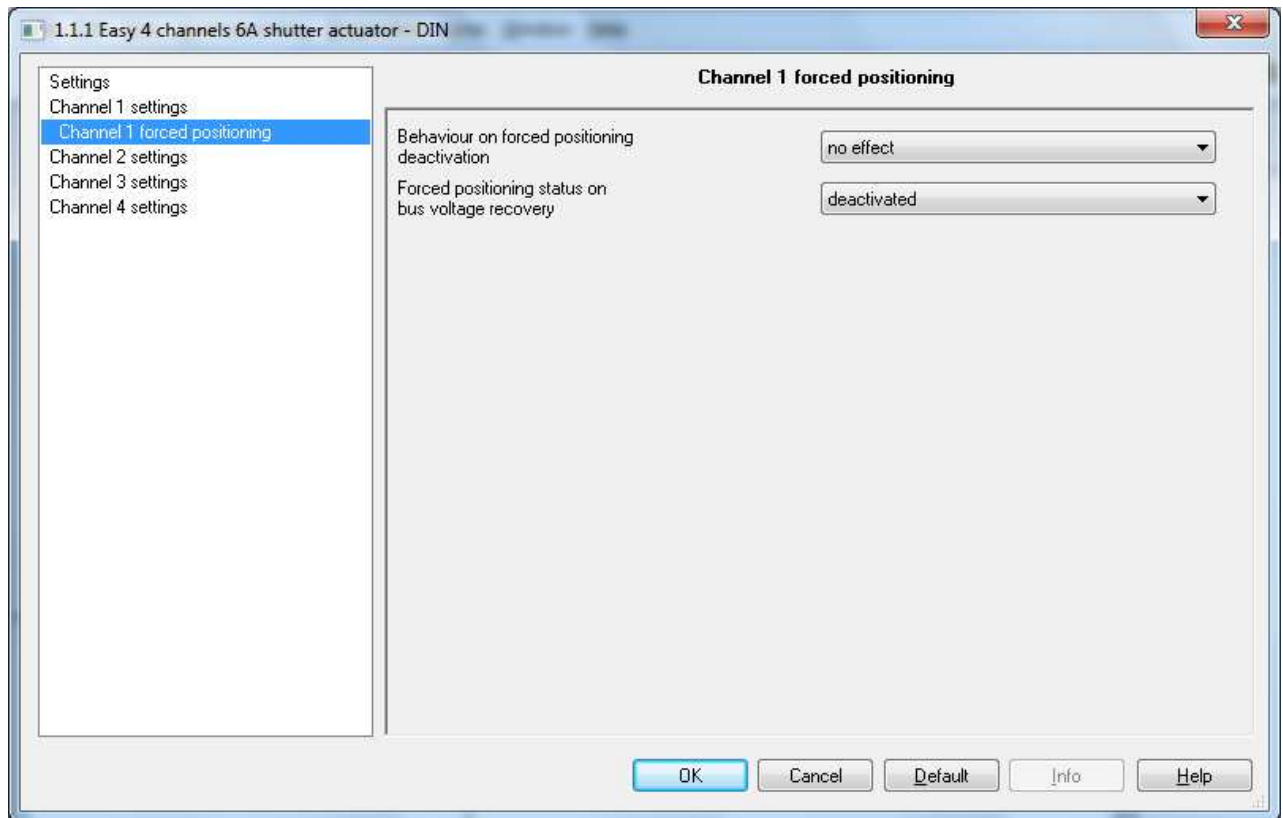 1.1.1 Easy 4 channels 6A shutter actuator - DIN
Settings
Channel 1 settings
Channel 1 forced positioning
Channel 2 settings
Channel 3 settings
Channel 4 settings
Channel 1 forced positioning
Behaviour on forced positioning
deactivation
no effect
Forced positioning status on
bus voltage recovery
deactivated
OK
Cancel
Default
Info
Help